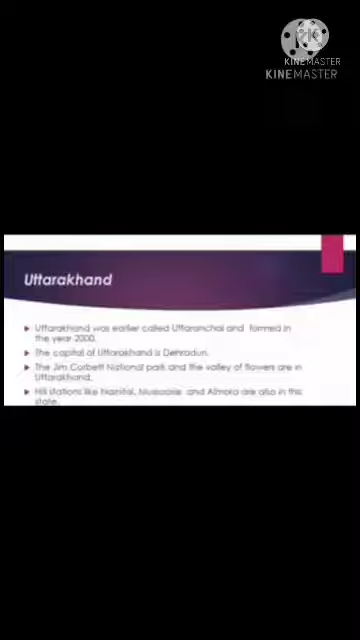 KINEMASTER
KINEMASTER
Uttarakhand
Uttarakhand was earlier called Uttaranchal and formed in
the year 2000.
The capital of Uttarakhand is Dehradun.
The Jim Corbett National park and the valley of flowers are in
Uttarakhand.
Hill stations like Nainital, Mussoorie and Almora are also in this
state.